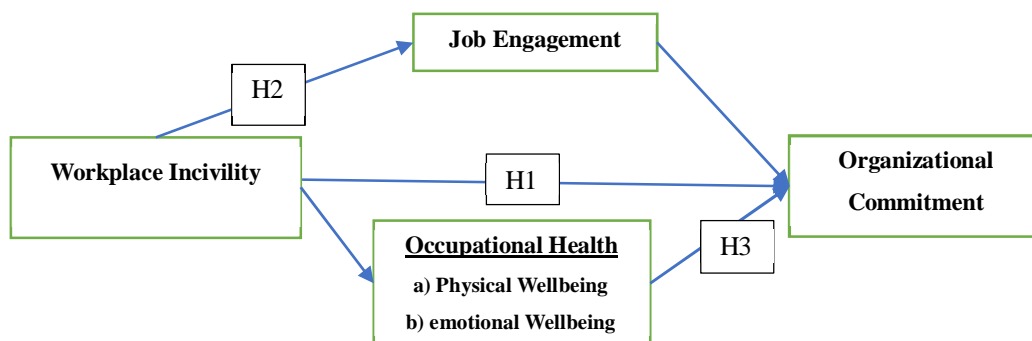 Job Engagement
H2
Workplace Incivility
H1
Organizational
Commitment
Occupational Health
a) Physical Wellbeing
b) emotional Wellbeing
H3